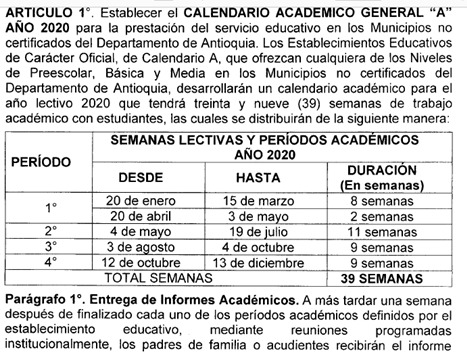 ARTICULO 1°. Establecer el CALENDARIO ACADEMICO GENERAL “A”
AÑO 2020 para la prestación del servicio educativo en los Municipios no
certificados del Departamento de Antioquia. Los Establecimientos Educativos
de Carácter Oficial, de Calendario A, que ofrezcan cualquiera de los Niveles
de Preescolar, Básica y Media en los Municipios no certificados del
Departamento de Antioquia, desarrollarán un calendario académico para el
año lectivo 2020 que tendrá treinta y nueve (39) semanas de trabajo
académico con estudiantes, las cuales se distribuirán de la siguiente manera:
PERÍODO
SEMANAS LECTIVAS Y PERÍODOS ACADÉMICOS
AÑO 2020
DESDE HASTA DURACIÓN
(En semanas)
1° 20 de enero 15 de marzo 8 semanas
20 de abril 3 de mayo 2 semanas
2° 4 de mayo 19 de julio 11 semanas
3° 3 de agosto 4 de octubre 9 semanas
4° 12 de octubre 13 de diciembre 9 semanas
TOTAL SEMANAS 39 SEMANAS
Parágrafo 1°. Entrega de Informes Académicos. A más tardar una semana
después de finalizado cada uno de los períodos académicos definidos por el
establecimiento educativo, mediante reuniones programadas
institucionalmente, los padres de familia o acudientes recibirán el informe